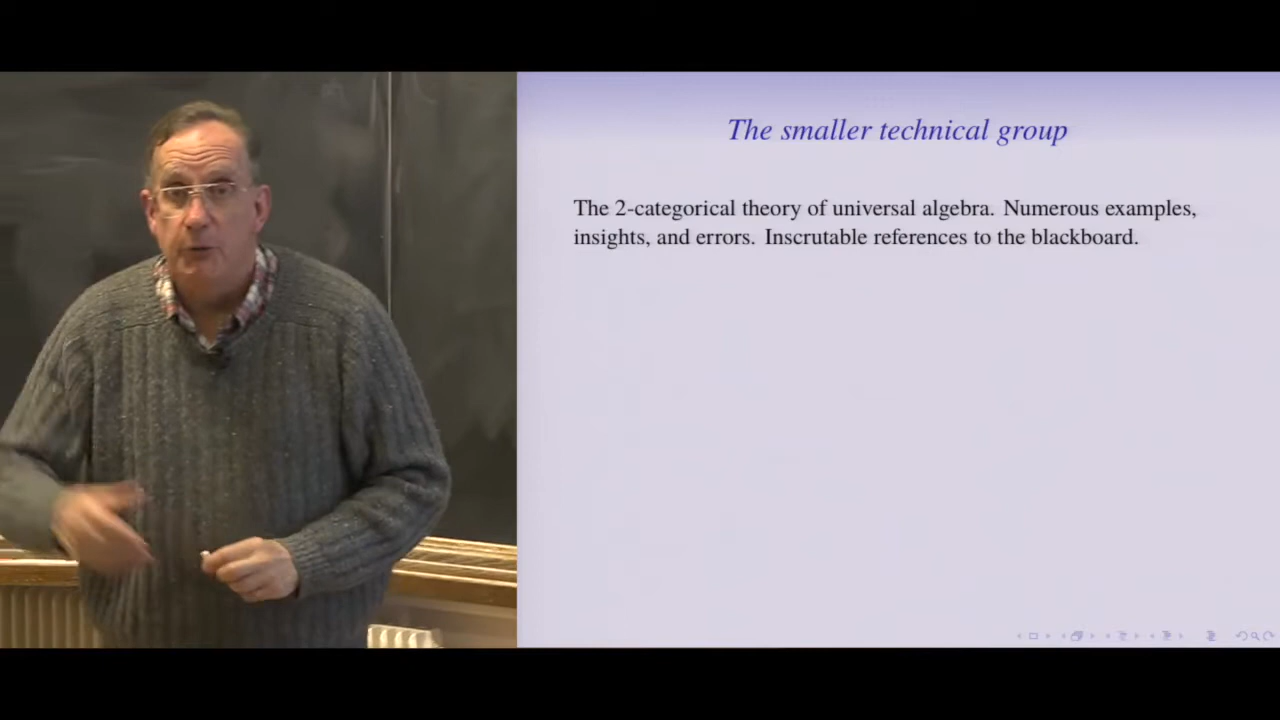 The smaller technical group
The 2-categorical theory of universal algebra. Numerous examples,
insights, and errors. Inscrutable references to the blackboard.